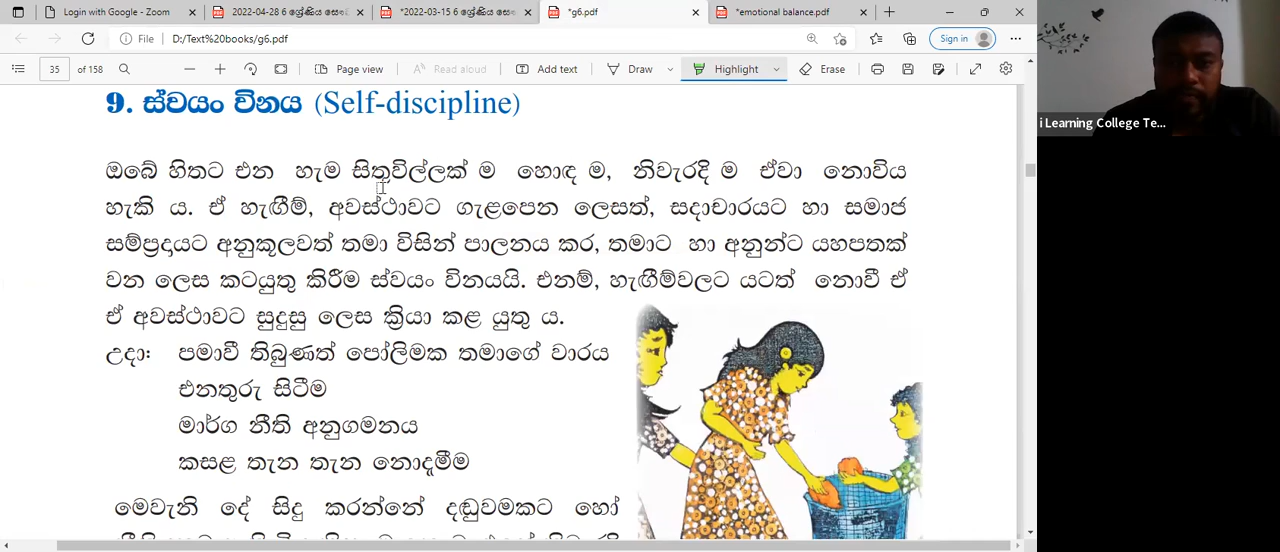 Login with Google - Zoom
2022-04-28 6 ශ්‍රේණිය සෞ
*2022-03-15 6 ශ්‍රේණිය සෞ
*g6.pdf
*emotional balance.pdf
File
D:/Text%20books/g6.pdf
Sign in
35 of 158
Page view
Read aloud
Add text
Draw
Highlight
Erase
i Learning College Te...
9. ස්වයං විනය (Self-discipline)
ඔබේ හිතට එන හැම සිතුවිල්ලක් ම හොඳ ම, නිවැරදි ම ඒවා නොවිය
හැකි ය. ඒ හැඟීම්, අවස්ථාවට ගැළපෙන ලෙසත්, සදාචාරයට හා සමාජ
සම්ප්‍රදායට අනුකූලවත් තමා විසින් පාලනය කර, තමාට හා අනුන්ට යහපතක්
වන ලෙස කටයුතු කිරීම ස්වයං විනයයි. එනම්, හැඟීම්වලට යටත් නොවී ඒ
ඒ අවස්ථාවට සුදුසු ලෙස ක්‍රියා කළ යුතු ය.
උදාඃ පමාවී තිබුණත් පෝලිමක තමාගේ වාරය
එනතුරු සිටීම
මාර්ග නීති අනුගමනය
කසළ තැන තැන නොදැමීම
මෙවැනි දේ සිදු කරන්නේ දඬුවමකට හෝ